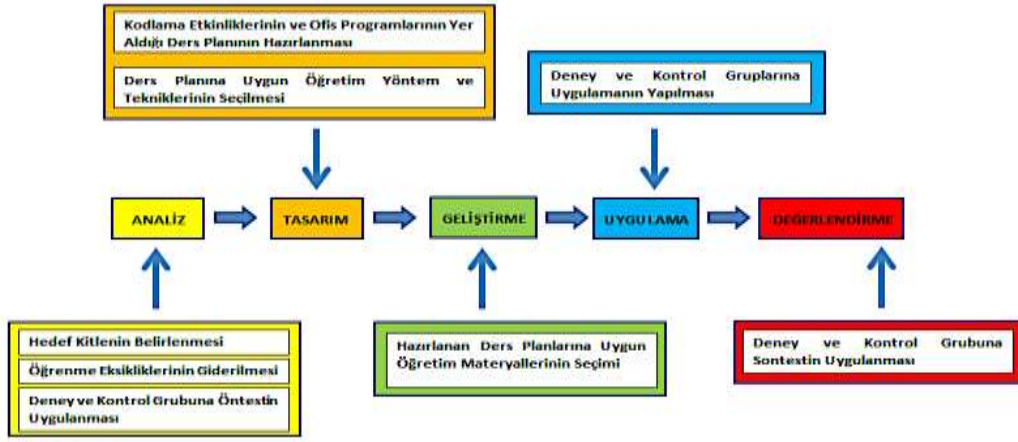 Kodlama Etkinliklerinin ve Ofis Programlarının Yer
Aldığı Ders Planının Hazırlanması
Ders Planına Uygun Öğretim Yöntem ve
Tekniklerinin Seçilmesi
Deney ve Kontrol Gruplarına
Uygulamanın Yapılması
ANALİZ
TASARIM
GELİŞTİRME
UYGULAMA
DEĞERLENDİRME
Hedef Kitlenin Belirlenmesi
Öğrenme Eksikliklerinin Giderilmesi
Deney ve Kontrol Grubuna Öntestin
Uygulanması
Hazırlanan Ders Planlarına Uygun
Öğretim Materyallerinin Seçimi
Deney ve Kontrol Grubuna
Sontestin Uygulanması